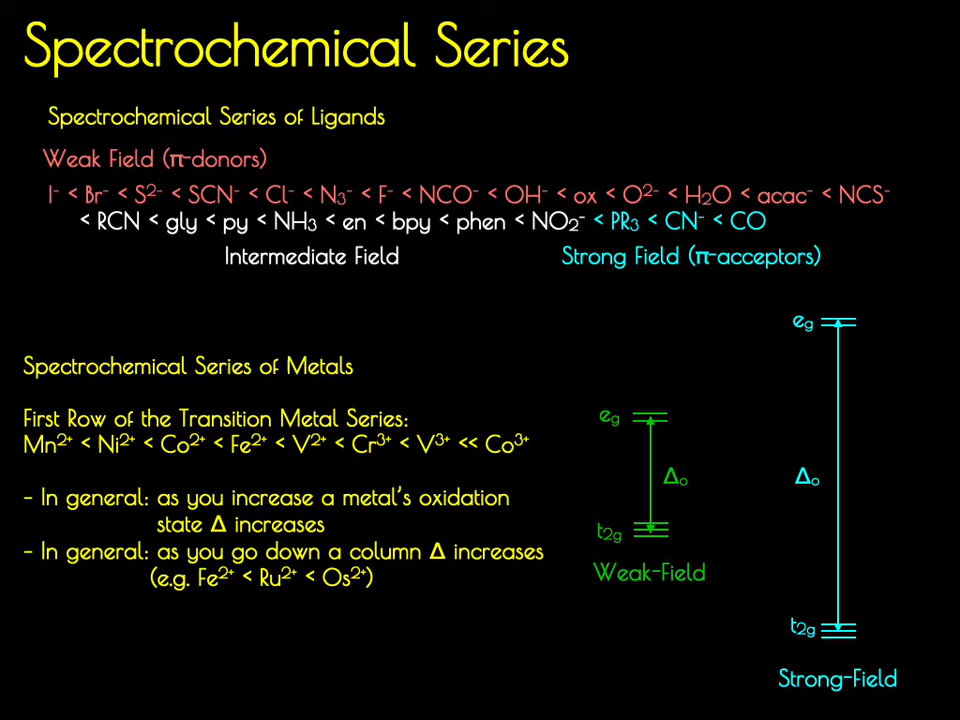 Spectrochemical Series
Spectrochemical Series of Ligands
Weak Field (π-donors)
I⁻ < Br⁻ < S²⁻ < SCN⁻ < Cl⁻ < N₃⁻ < F⁻ < NCO⁻ < OH⁻ < ox < O²⁻ < H₂O < acac⁻ < NCS⁻
< RCN < gly < py < NH₃ < en < bpy < phen < NO₂⁻ < PR₃ < CN⁻ < CO
Intermediate Field
Strong Field (π-acceptors)
Spectrochemical Series of Metals
First Row of the Transition Metal Series:
Mn²⁺ < Ni²⁺ < Co²⁺ < Fe²⁺ < V²⁺ < Cr³⁺ < V³⁺ << Co³⁺
- In general: as you increase a metal's oxidation
state Δ increases
- In general: as you go down a column Δ increases
(e.g. Fe²⁺ < Ru²⁺ < Os²⁺)
eg
Δo
t₂g
Weak-Field
eg
Δo
t₂g
Strong-Field